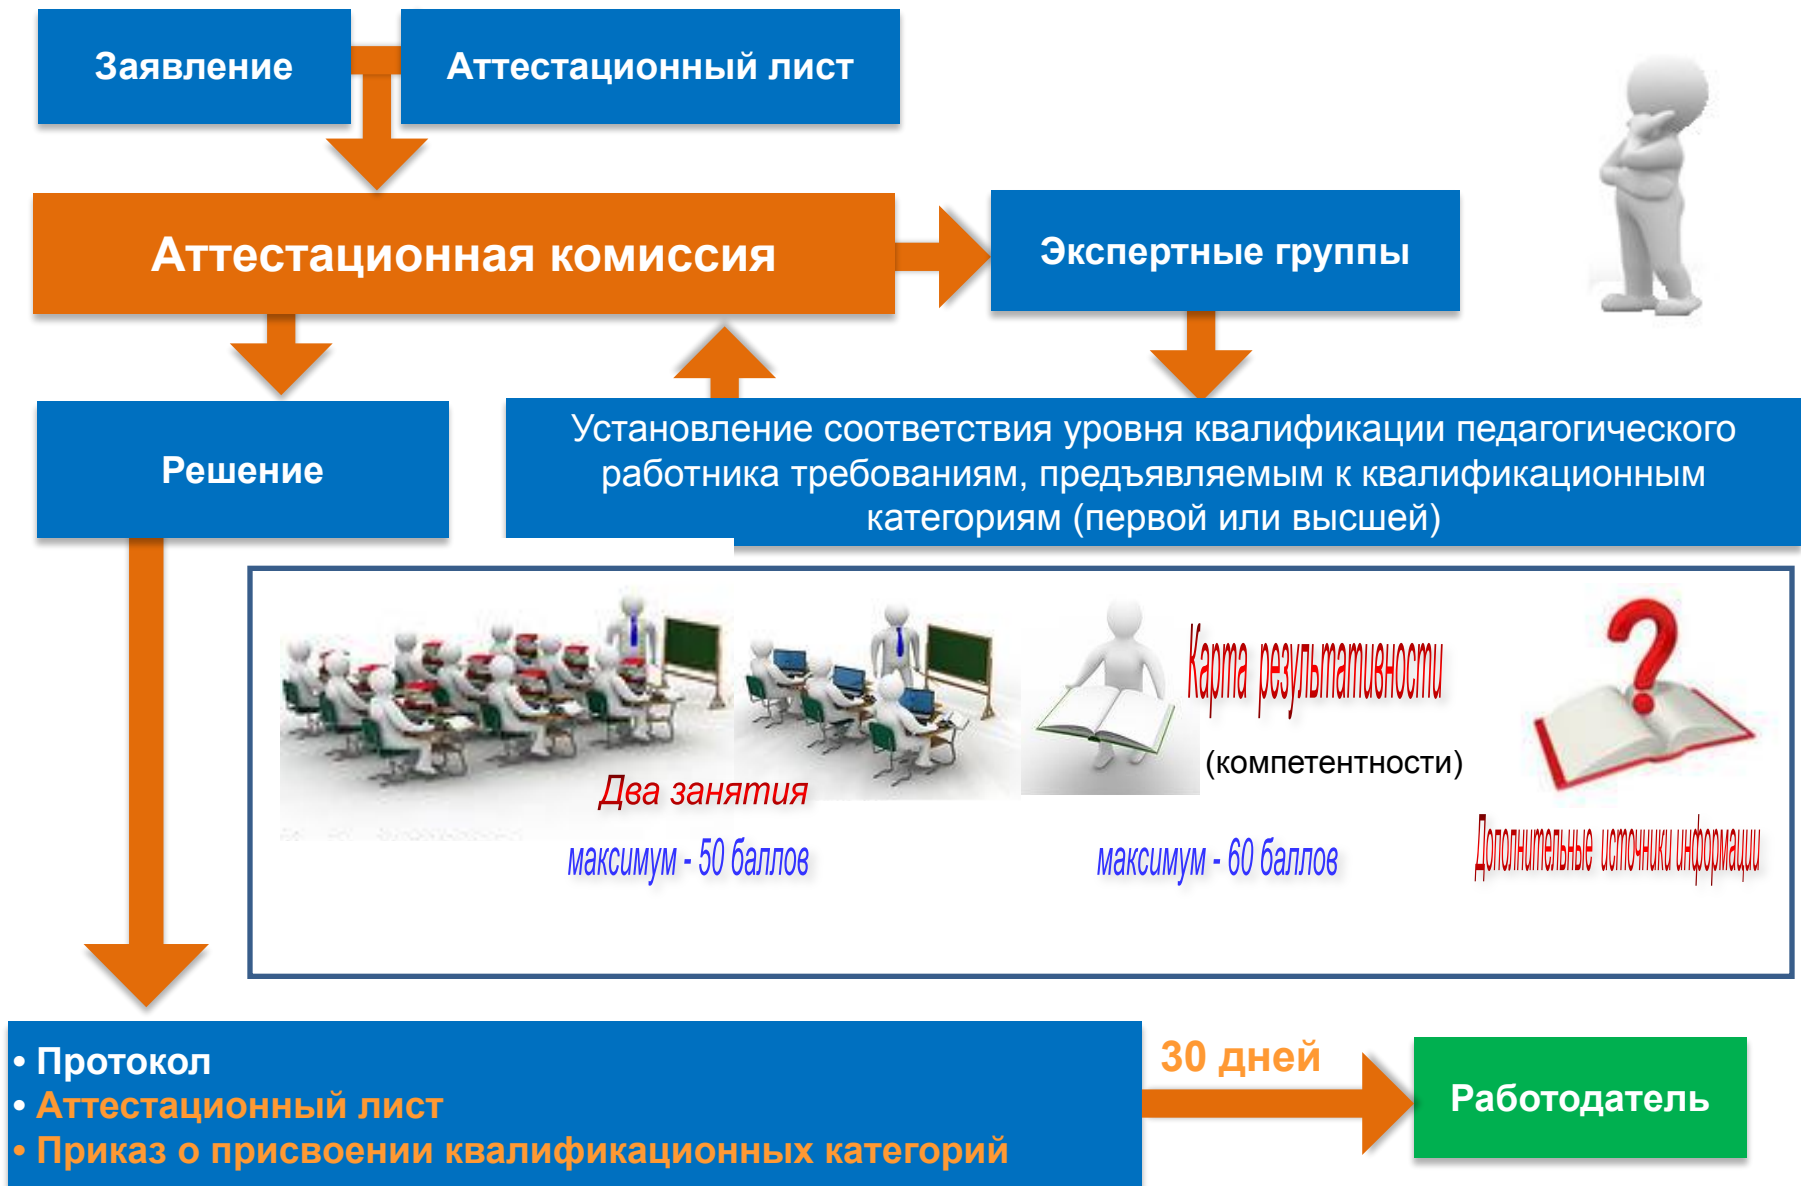 Заявление
Аттестационный лист
Аттестационная комиссия
Экспертные группы
Решение
Установление соответствия уровня квалификации педагогического
работника требованиям, предъявляемым к квалификационным
категориям (первой или высшей)
Карта результативности
(компетентности)
Два занятия
максимум - 50 баллов
максимум - 60 баллов
Дополнительные источники информации
• Протокол
• Аттестационный лист
• Приказ о присвоении квалификационных категорий
30 дней
Работодатель